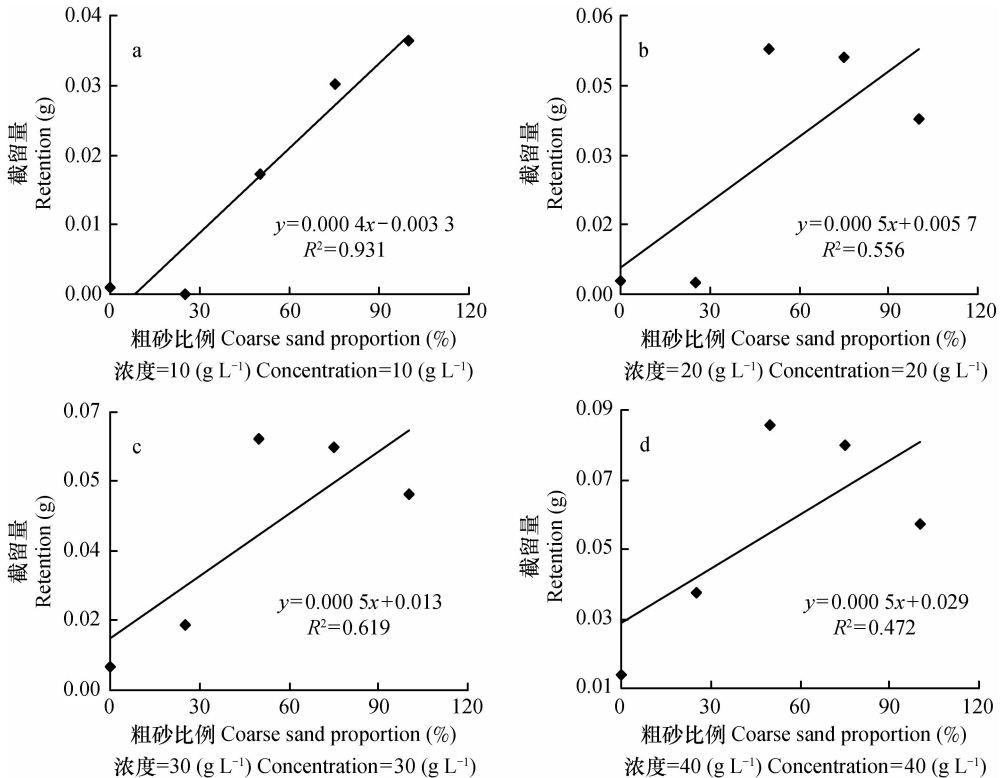 a
0.04
0.03
0.02
0.01
0.00
截留量
Retention (g)
y=0.000 4x−0.003 3
R²=0.931
0 30 60 90 120
粗砂比例 Coarse sand proportion (%)
浓度=10 (g L⁻¹) Concentration=10 (g L⁻¹)
b
0.06
0.05
0.03
0.02
0.00
截留量
Retention (g)
y=0.000 5x+0.005 7
R²=0.556
0 30 60 90 120
粗砂比例 Coarse sand proportion (%)
浓度=20 (g L⁻¹) Concentration=20 (g L⁻¹)
c
0.07
0.05
0.04
0.02
0.00
截留量
Retention (g)
y=0.000 5x+0.013
R²=0.619
0 30 60 90 120
粗砂比例 Coarse sand proportion (%)
浓度=30 (g L⁻¹) Concentration=30 (g L⁻¹)
d
0.09
0.07
0.05
0.03
0.01
截留量
Retention (g)
y=0.000 5x+0.029
R²=0.472
0 30 60 90 120
粗砂比例 Coarse sand proportion (%)
浓度=40 (g L⁻¹) Concentration=40 (g L⁻¹)